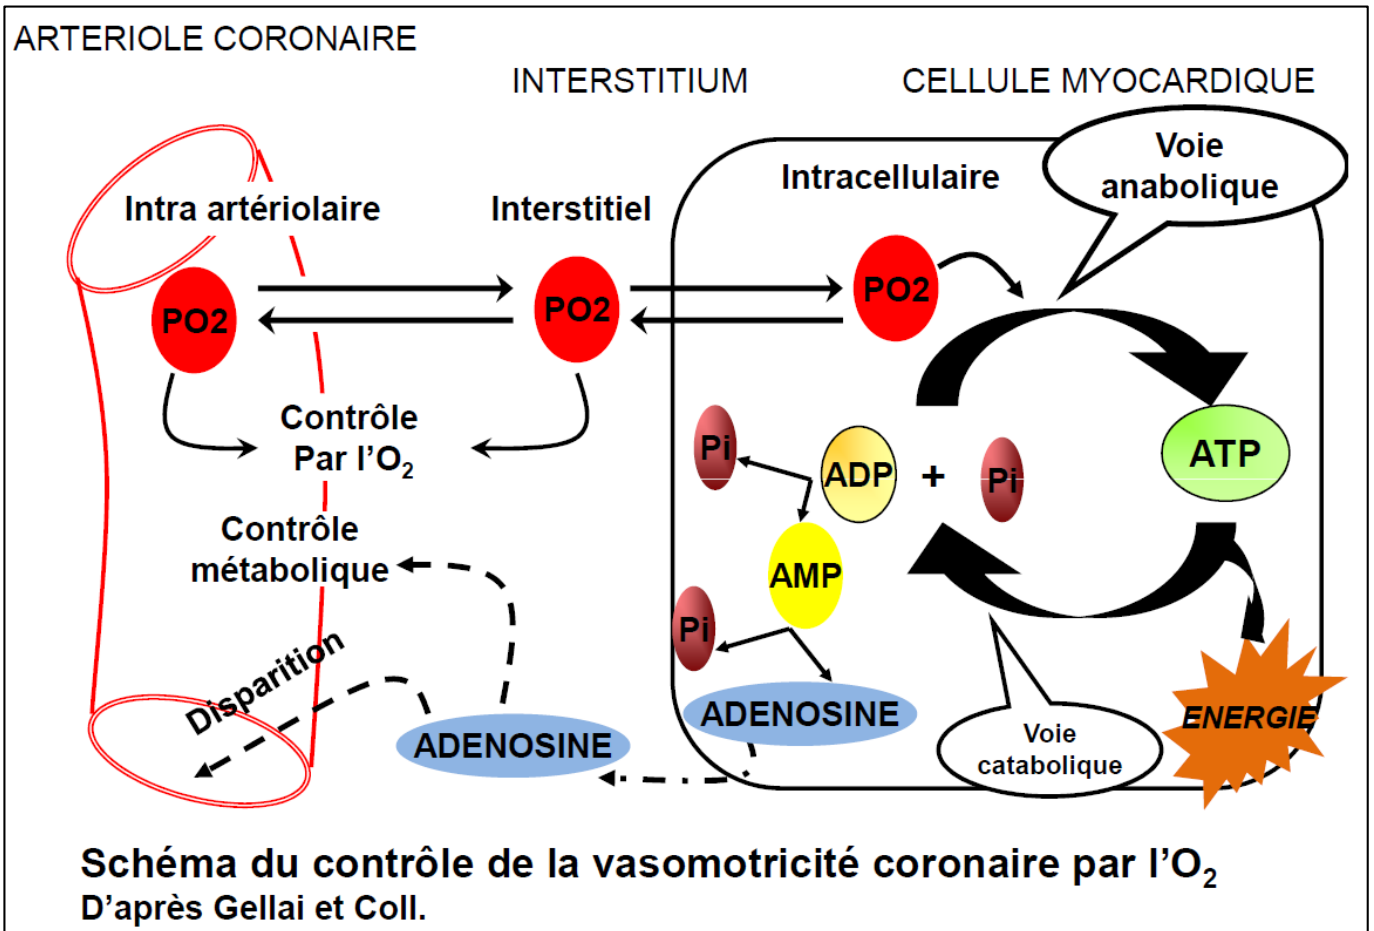 ARTERIOLE CORONAIRE
INTERSTITIUM
CELLULE MYOCARDIQUE
Voie
anabolique
Intracellulaire
Intra artériolaire
Interstitiel
PO2
PO2
PO2
Contrôle
Par l'O₂
Contrôle
métabolique
Pi
ADP
+
Pi
ATP
AMP
Pi
Disparition
ADENOSINE
ADENOSINE
Voie
catabolique
ENERGIE
Schéma du contrôle de la vasomotricité coronaire par l'O₂
D'après Gellai et Coll.